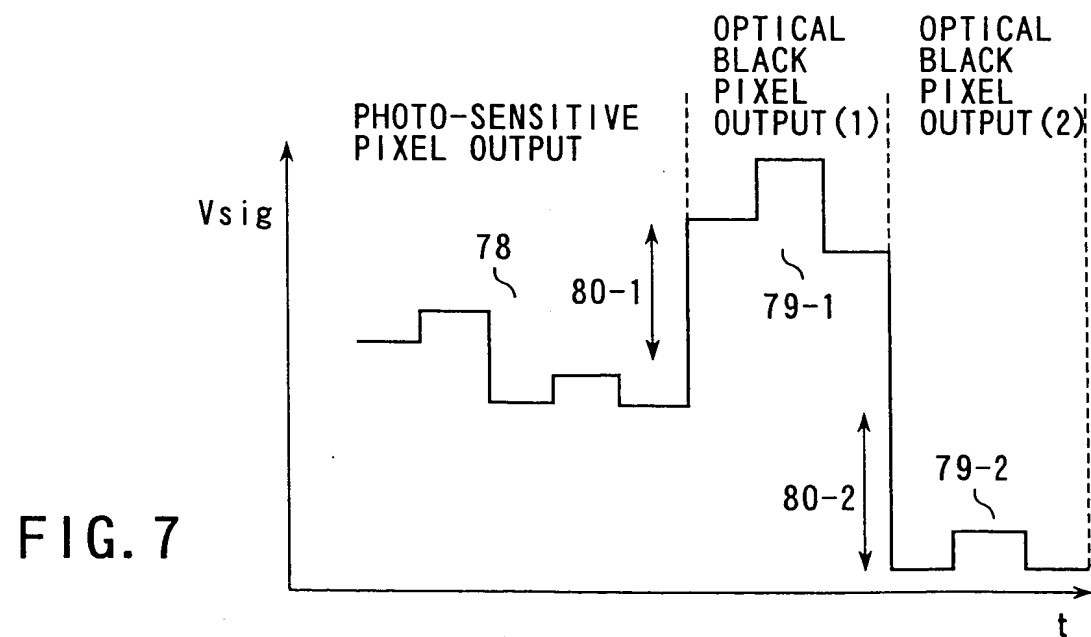 OPTICAL
BLACK
PIXEL
OUTPUT(1)
OPTICAL
BLACK
PIXEL
OUTPUT(2)
PHOTO-SENSITIVE
PIXEL OUTPUT
Vsig
78
80-1
79-1
79-2
80-2
FIG. 7
t